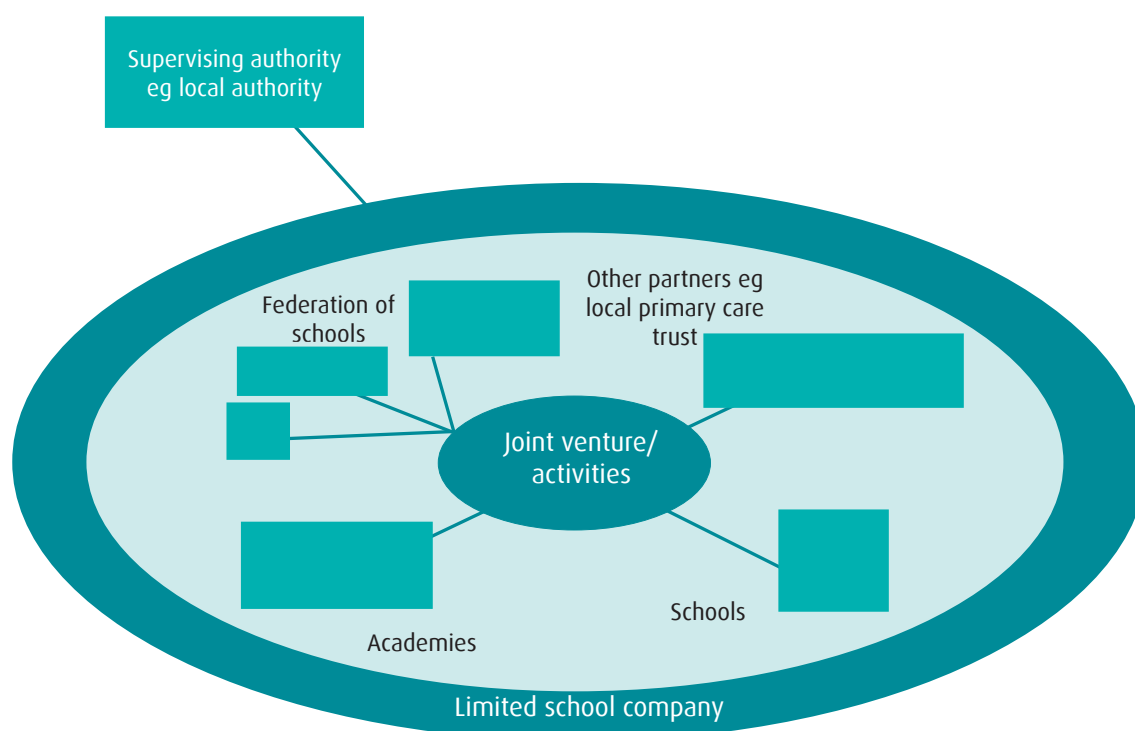 Supervising authority
eg local authority
Federation of
schools
Other partners eg
local primary care
trust
Joint venture/
activities
Schools
Academies
Limited school company